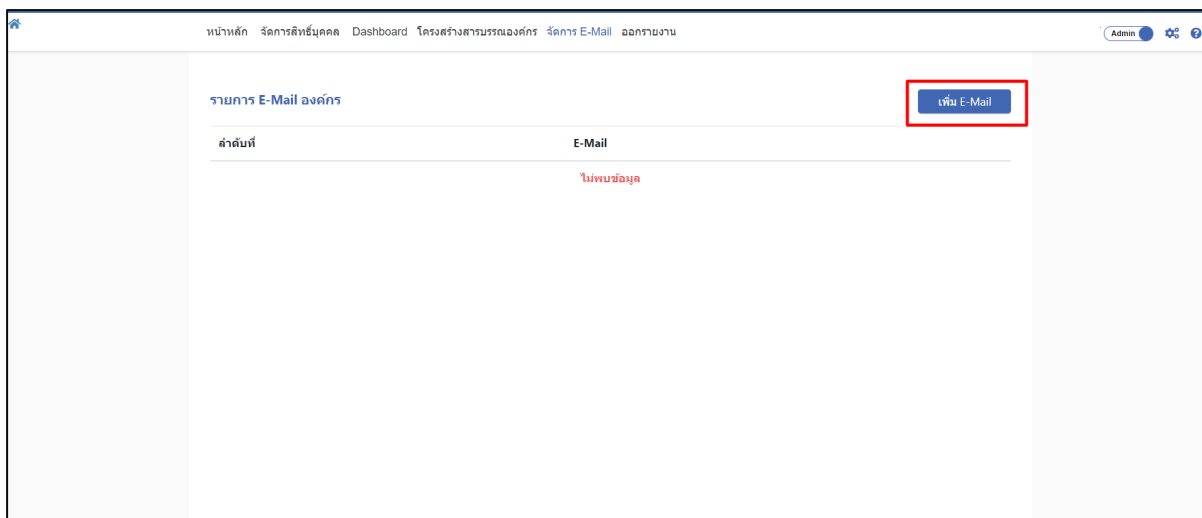 หน้าหลัก จัดการสิทธิ์บุคคล Dashboard โครงสร้างสารบรรณองค์กร จัดการ E-Mail ออกรายงาน Admin
รายการ E-Mail องค์กร เพิ่ม E-Mail
ลำดับที่ E-Mail
ไม่พบข้อมูล